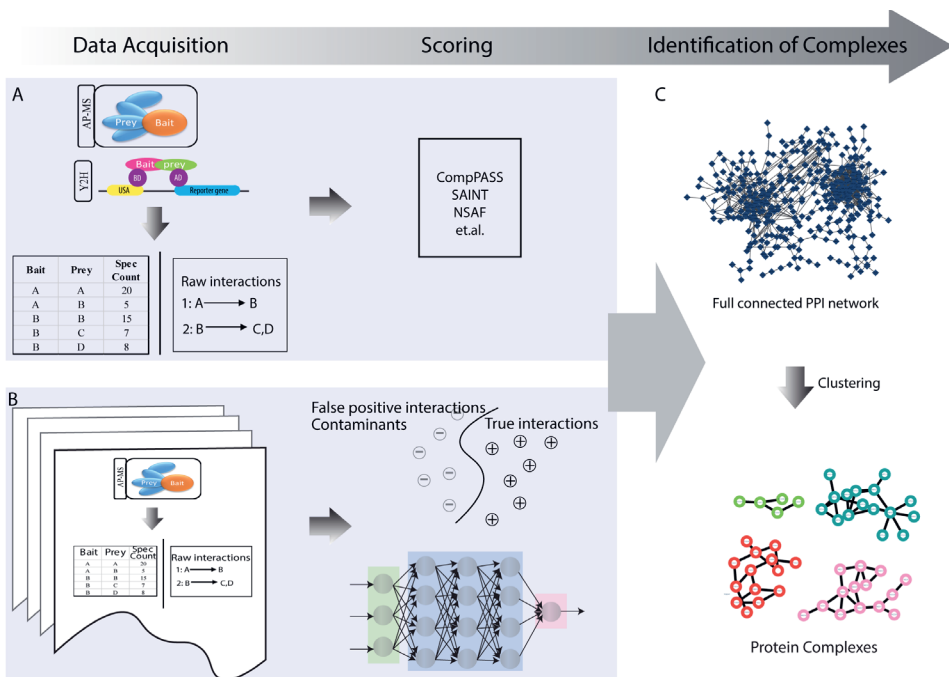 Data Acquisition
Scoring
Identification of Complexes
A
AP-MS
Prey
Bait
Y2H
Bait
prey
BD
AD
USA
Reporter gene
Bait Prey Spec Count
A A 20
A B 5
B B 15
B C 7
B D 8
Raw interactions
1: A B
2: B C,D
CompPASS
SAINT
NSAF
et.al.
B
AP-MS
Prey
Bait
Bait Prey Spec Count
A A 20
A B 5
B B 15
B C 7
B D 8
Raw interactions
1: A B
2: B C,D
False positive interactions
Contaminants
True interactions
C
Full connected PPI network
Clustering
Protein Complexes